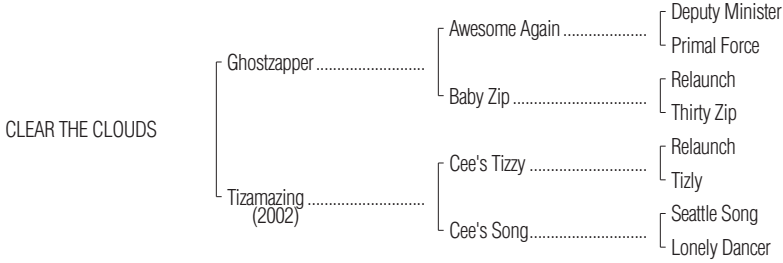 Deputy Minister
Awesome Again ....................
Primal Force
Ghostzapper ..........................
Relaunch
Baby Zip ................................
Thirty Zip
CLEAR THE CLOUDS
Relaunch
Cee's Tizzy ............................
Tizly
Tizamazing ............................
(2002)
Seattle Song
Cee's Song............................
Lonely Dancer